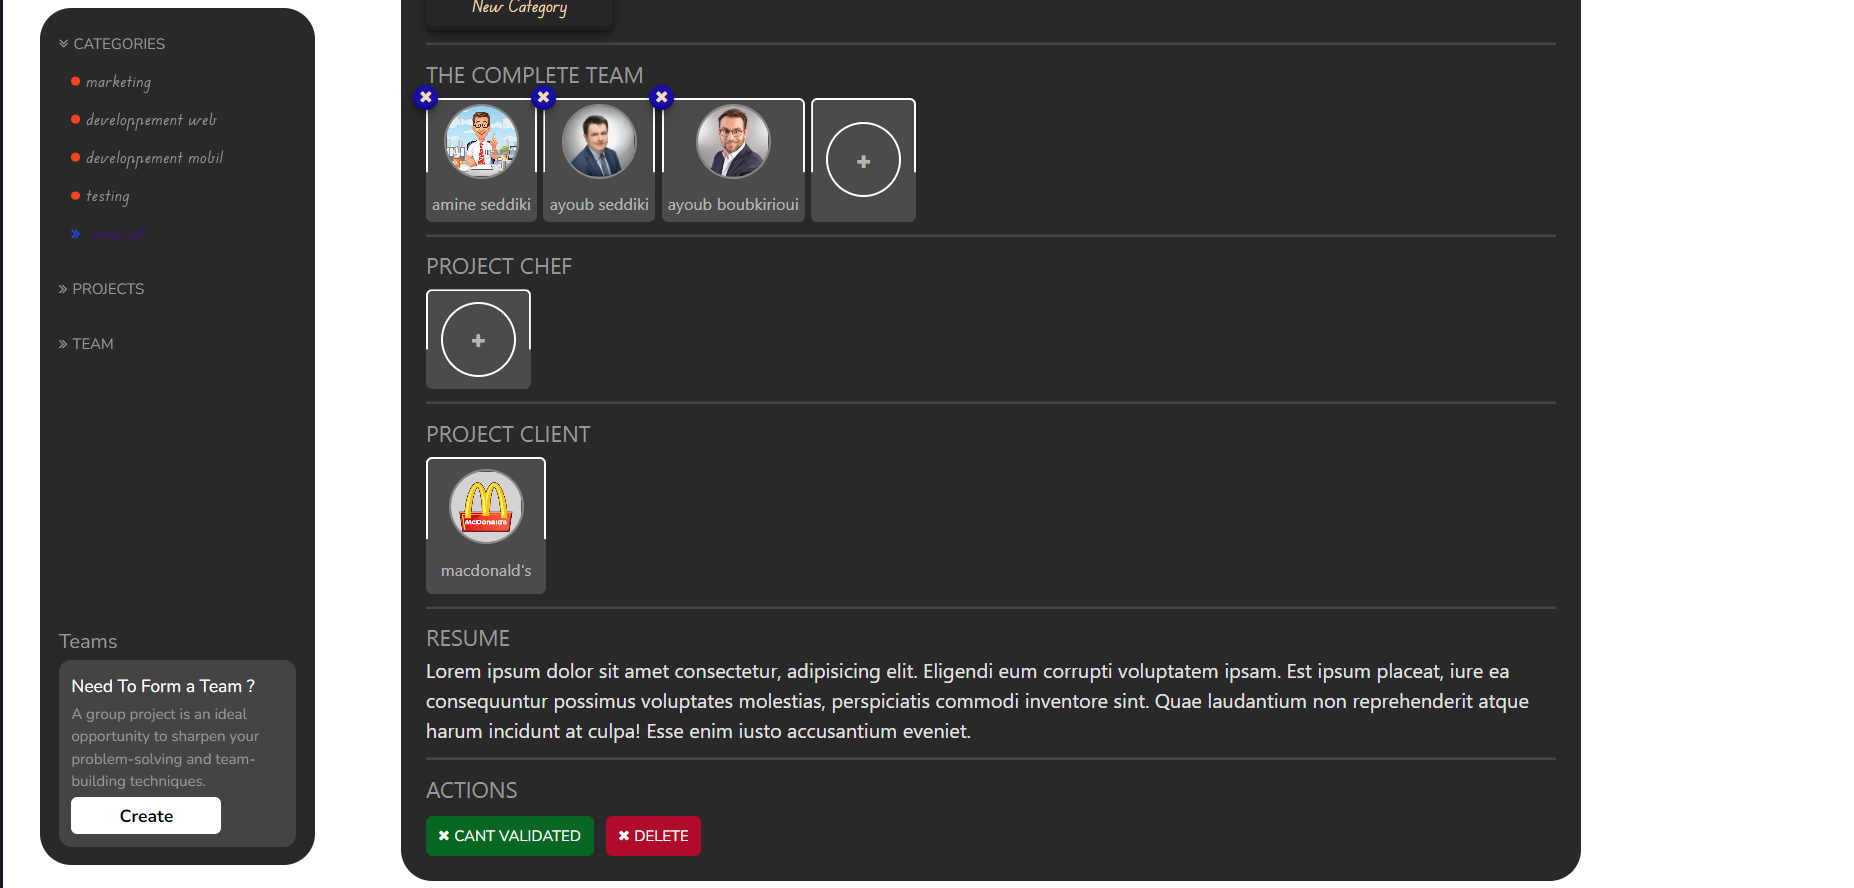 CATEGORIES
marketing
developpement web
developpement mobil
testing
view all
PROJECTS
TEAM
Teams
Need To Form a Team ?
A group project is an ideal
opportunity to sharpen your
problem-solving and team-
building techniques.
Create
New Category
THE COMPLETE TEAM
amine seddiki
ayoub seddiki
ayoub boubkirioui
PROJECT CHEF
PROJECT CLIENT
McDonald's
macdonald's
RESUME
Lorem ipsum dolor sit amet consectetur, adipisicing elit. Eligendi eum corrupti voluptatem ipsam. Est ipsum placeat, iure ea
consequuntur possimus voluptates molestias, perspiciatis commodi inventore sint. Quae laudantium non reprehenderit atque
harum incidunt at culpa! Esse enim iusto accusantium eveniet.
ACTIONS
CANT VALIDATED
DELETE